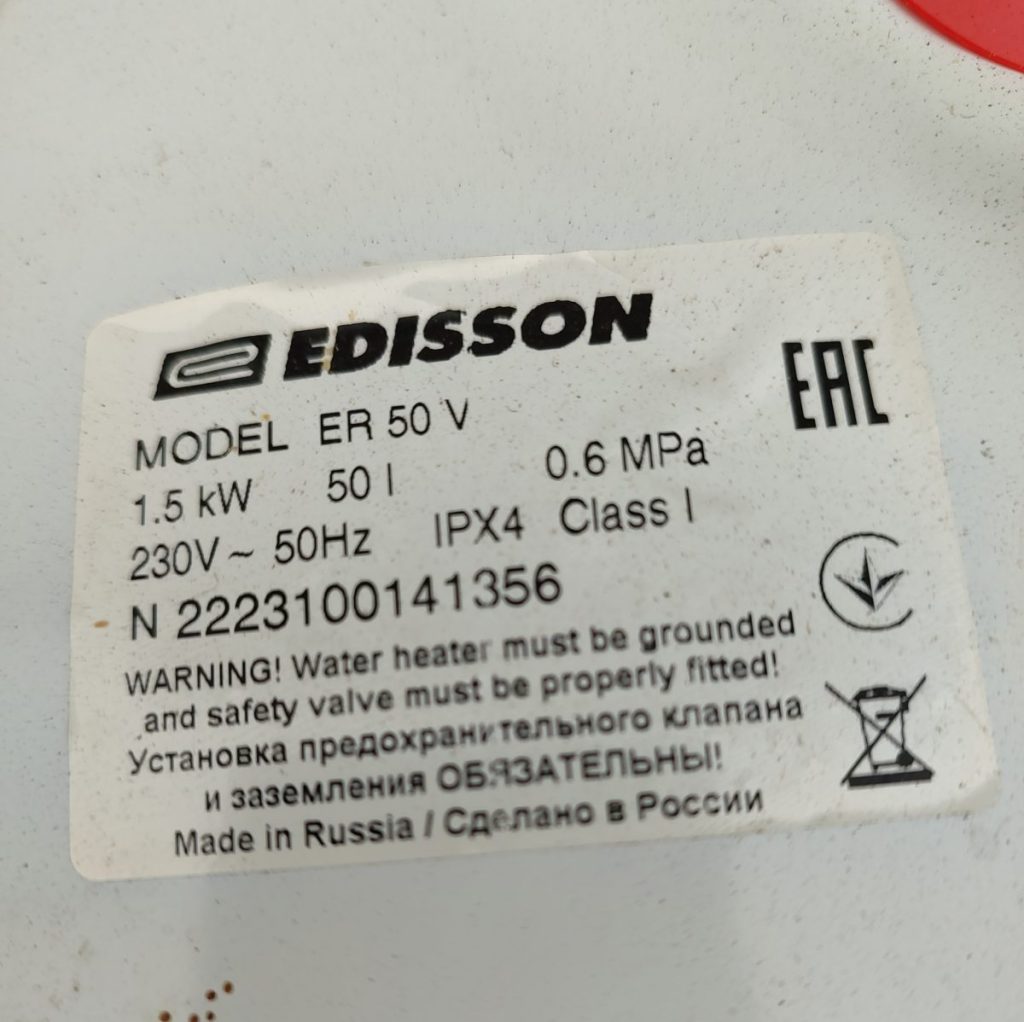 EDISSON
EAC
MODEL ER 50 V
1.5 kW 50 l 0.6 MPa
230V ~ 50Hz IPX4 Class I
N 2223100141356
WARNING! Water heater must be grounded
and safety valve must be properly fitted!
Установка предохранительного клапана
и заземления ОБЯЗАТЕЛЬНЫ!
Made in Russia / Сделано в России